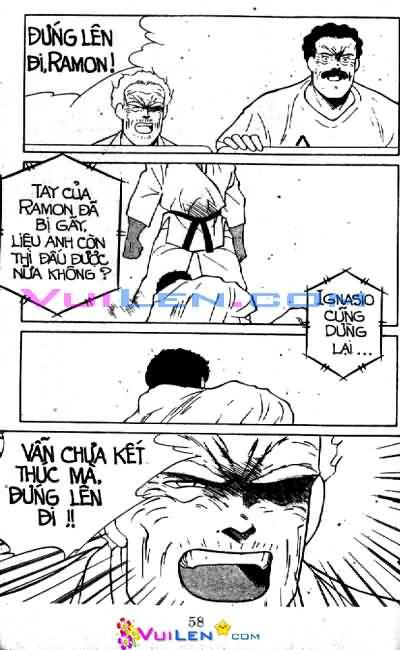 ĐỨNG LÊN
ĐI, RAMON!
TAY CỦA
RAMON ĐÃ
BỊ GÃY,
LIỆU ANH CÒN
THI ĐẤU ĐƯỢC
NỮA KHÔNG?
VUILEN.COM
IGNASIO
CŨNG
DỪNG
LẠI...
VẪN CHƯA KẾT
THÚC MÀ,
ĐỨNG LÊN
ĐI!!
58
VUILEN COM